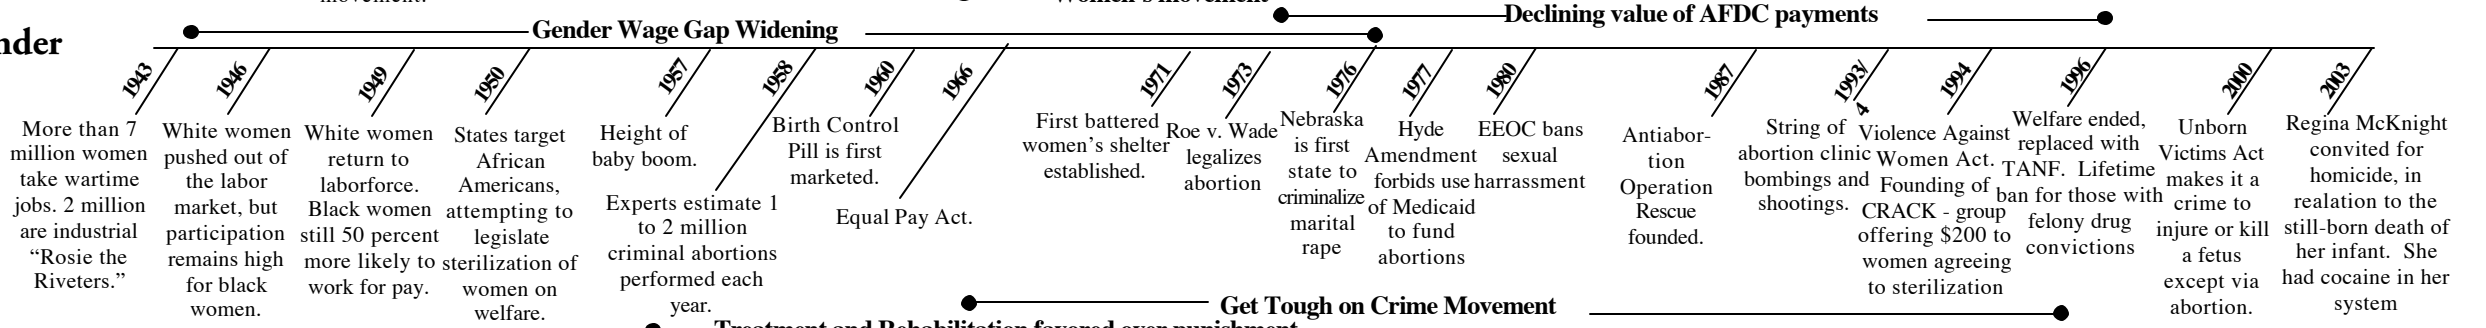 movement.
Women's movement
Declining value of AFDC payments
Gender Wage Gap Widening
nder
1943
More than 7
million women
take wartime
jobs. 2 million
are industrial
“Rosie the
Riveters.”
1946
White women
pushed out of
the labor
market, but
participation
remains high
for black
women.
1949
White women
return to
laborforce.
Black women
still 50 percent
more likely to
work for pay.
1950
States target
African
Americans,
attempting to
legislate
sterilization of
women on
welfare.
1957
Height of
baby boom.
1958
Experts estimate 1
to 2 million
criminal abortions
performed each
year.
1960
Birth Control
Pill is first
marketed.
1966
Equal Pay Act.
1971
First battered
women’s shelter
established.
1973
Roe v. Wade
legalizes
abortion
1976
Nebraska
is first
state to
criminalize
marital
rape
1977
Hyde
Amendment
forbids use
of Medicaid
to fund
abortions
1980
EEOC bans
sexual
harrassment
1987
Antiabor-
tion
Operation
Rescue
founded.
1993/
4
String of
abortion clinic
bombings and
shootings.
1994
Violence Against
Women Act.
Founding of
CRACK - group
offering $200 to
women agreeing
to sterilization
1996
Welfare ended,
replaced with
TANF. Lifetime
ban for those with
felony drug
convictions
2000
Unborn
Victims Act
makes it a
crime to
injure or kill
a fetus
except via
abortion.
2003
Regina McKnight
convited for
homicide, in
realation to the
still-born death of
her infant. She
had cocaine in her
system
Get Tough on Crime Movement
Treatment and Rehabilitation favored over punishment